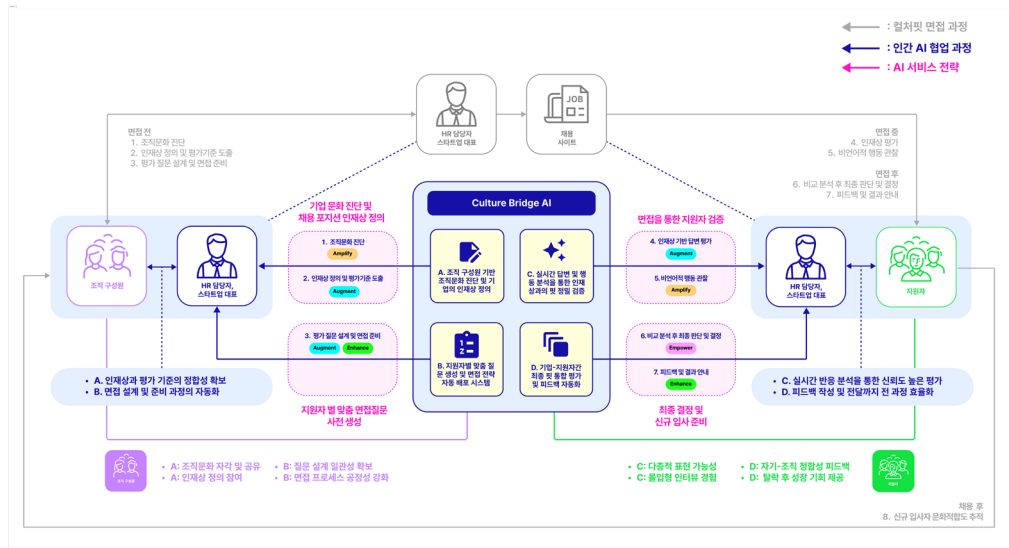 : 컬처핏 면접 과정
: 인간 AI 협업 과정
: AI 서비스 전략
HR 담당자
스타트업 대표
JOB
채용
사이트
면접 전
1. 조직문화 진단
2. 인재상 정의 및 평가기준 도출
3. 평가 질문 설계 및 면접 준비
면접 중
4. 인재상 평가
5. 비언어적 행동 관찰
면접 후
6. 비교 분석 후 최종 판단 및 결정
7. 피드백 및 결과 안내
기업 문화 진단 및
채용 포지션 인재상 정의
Culture Bridge AI
면접을 통한 지원자 검증
조직 구성원
HR 담당자,
스타트업 대표
1. 조직문화 진단
Amplify
2. 인재상 정의 및 평가기준 도출
Augment
A. 조직 구성원 기반
조직문화 진단 및 기
업의 인재상 정의
C. 실시간 답변 및 행
동 분석을 통한 인재
상과의 핏 정밀 검증
4. 인재상 기반 답변 평가
Augment
5. 비언어적 행동 관찰
Amplify
HR 담당자,
스타트업 대표
지원자
3. 평가 질문 설계 및 면접 준비
Augment
Enhance
1
2
B. 지원자별 맞춤 질
문 생성 및 면접 전략
자동 배포 시스템
D. 기업-지원자간
최종 핏 통합 평가
및 피드백 자동화
6. 비교 분석 후 최종 판단 및 결정
Empower
7. 피드백 및 결과 안내
Enhance
• A. 인재상과 평가 기준의 정합성 확보
• B. 면접 설계 및 준비 과정의 자동화
• C. 실시간 반응 분석을 통한 신뢰도 높은 평가
• D. 피드백 작성 및 전달까지 전 과정 효율화
지원자 별 맞춤 면접질문
사전 생성
최종 결정 및
신규 입사 준비
조직 구성원
• A: 조직문화 자각 및 공유
• A: 인재상 정의 참여
• B: 질문 설계 일관성 확보
• B: 면접 프로세스 공정성 강화
• C: 다층적 표현 가능성
• C: 몰입형 인터뷰 경험
• D: 자기-조직 정합성 피드백
• D: 탈락 후 성장 기회 제공
지원자
채용 후
8. 신규 입사자 문화적합도 추적